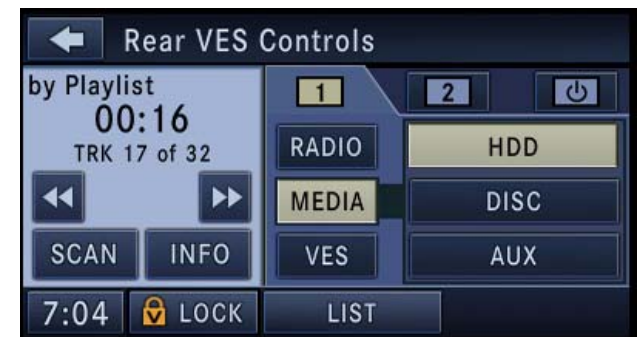 Rear VES Controls
by Playlist
00:16
TRK 17 of 32
SCAN INFO
1 2
RADIO HDD
MEDIA DISC
VES AUX
7:04 LOCK LIST